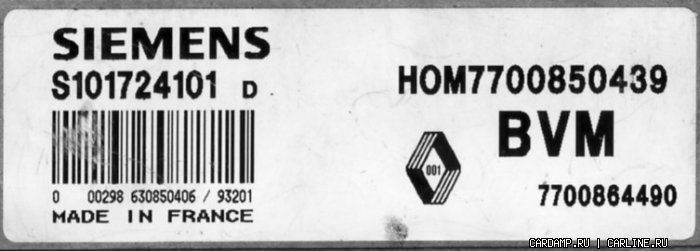 SIEMENS
S101724101 D
0 00298 630850406 / 93201
MADE IN FRANCE
HOM7700850439
BVM
001
7700864490
CARDAMP.RU | CARLINE.RU